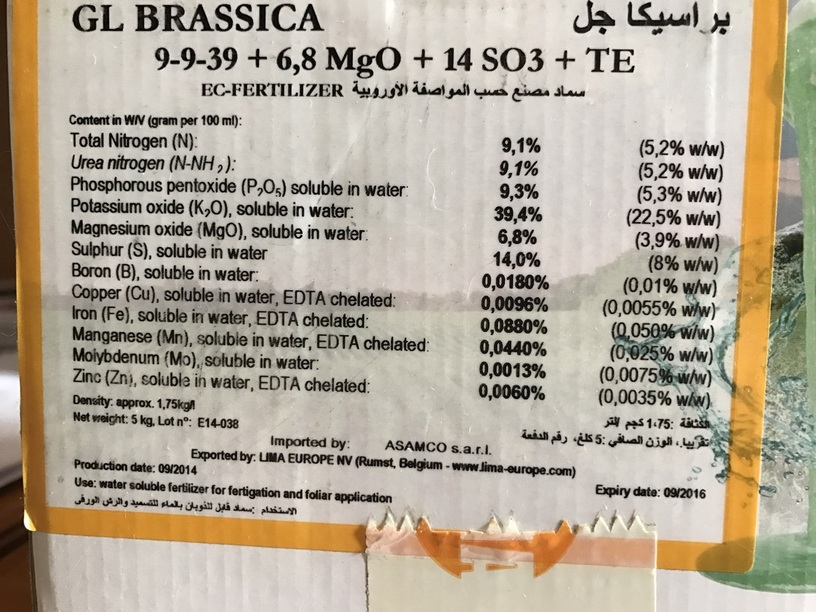 GL BRASSICA براسيكا جل
9-9-39 + 6,8 MgO + 14 SO3 + TE
EC-FERTILIZER سماد مصنع حسب المواصفة الأوروبية
Content in W/V (gram per 100 ml):
Total Nitrogen (N): 9,1% (5,2% w/w)
Urea nitrogen (N-NH₂): 9,1% (5,2% w/w)
Phosphorous pentoxide (P₂O₅) soluble in water: 9,3% (5,3% w/w)
Potassium oxide (K₂O), soluble in water: 39,4% (22,5% w/w)
Magnesium oxide (MgO), soluble in water: 6,8% (3,9% w/w)
Sulphur (S), soluble in water 14,0% (8% w/w)
Boron (B), soluble in water: 0,0180% (0,01% w/w)
Copper (Cu), soluble in water, EDTA chelated: 0,0096% (0,0055% w/w)
Iron (Fe), soluble in water, EDTA chelated: 0,0880% (0,050% w/w)
Manganese (Mn), soluble in water, EDTA chelated: 0,0440% (0,025% w/w)
Molybdenum (Mo), soluble in water: 0,0013% (0,0075% w/w)
Zinc (Zn), soluble in water, EDTA chelated: 0,0060% (0,0035% w/w)
Density: approx. 1,75kg/l الكثافة :1،75 كجم /لتر
Net weight: 5 kg, Lot nº: E14-038 تقريبا، الوزن الصافي :5 كلغ، رقم الدفعة
Imported by: ASAMCO s.a.r.l.
Exported by: LIMA EUROPE NV (Rumst, Belgium - www.lima-europe.com)
Production date: 09/2014 Expiry date: 09/2016
Use: water soluble fertilizer for fertigation and foliar application
الاستخدام :سماد قابل للذوبان بالماء للتسميد والرش الورقى